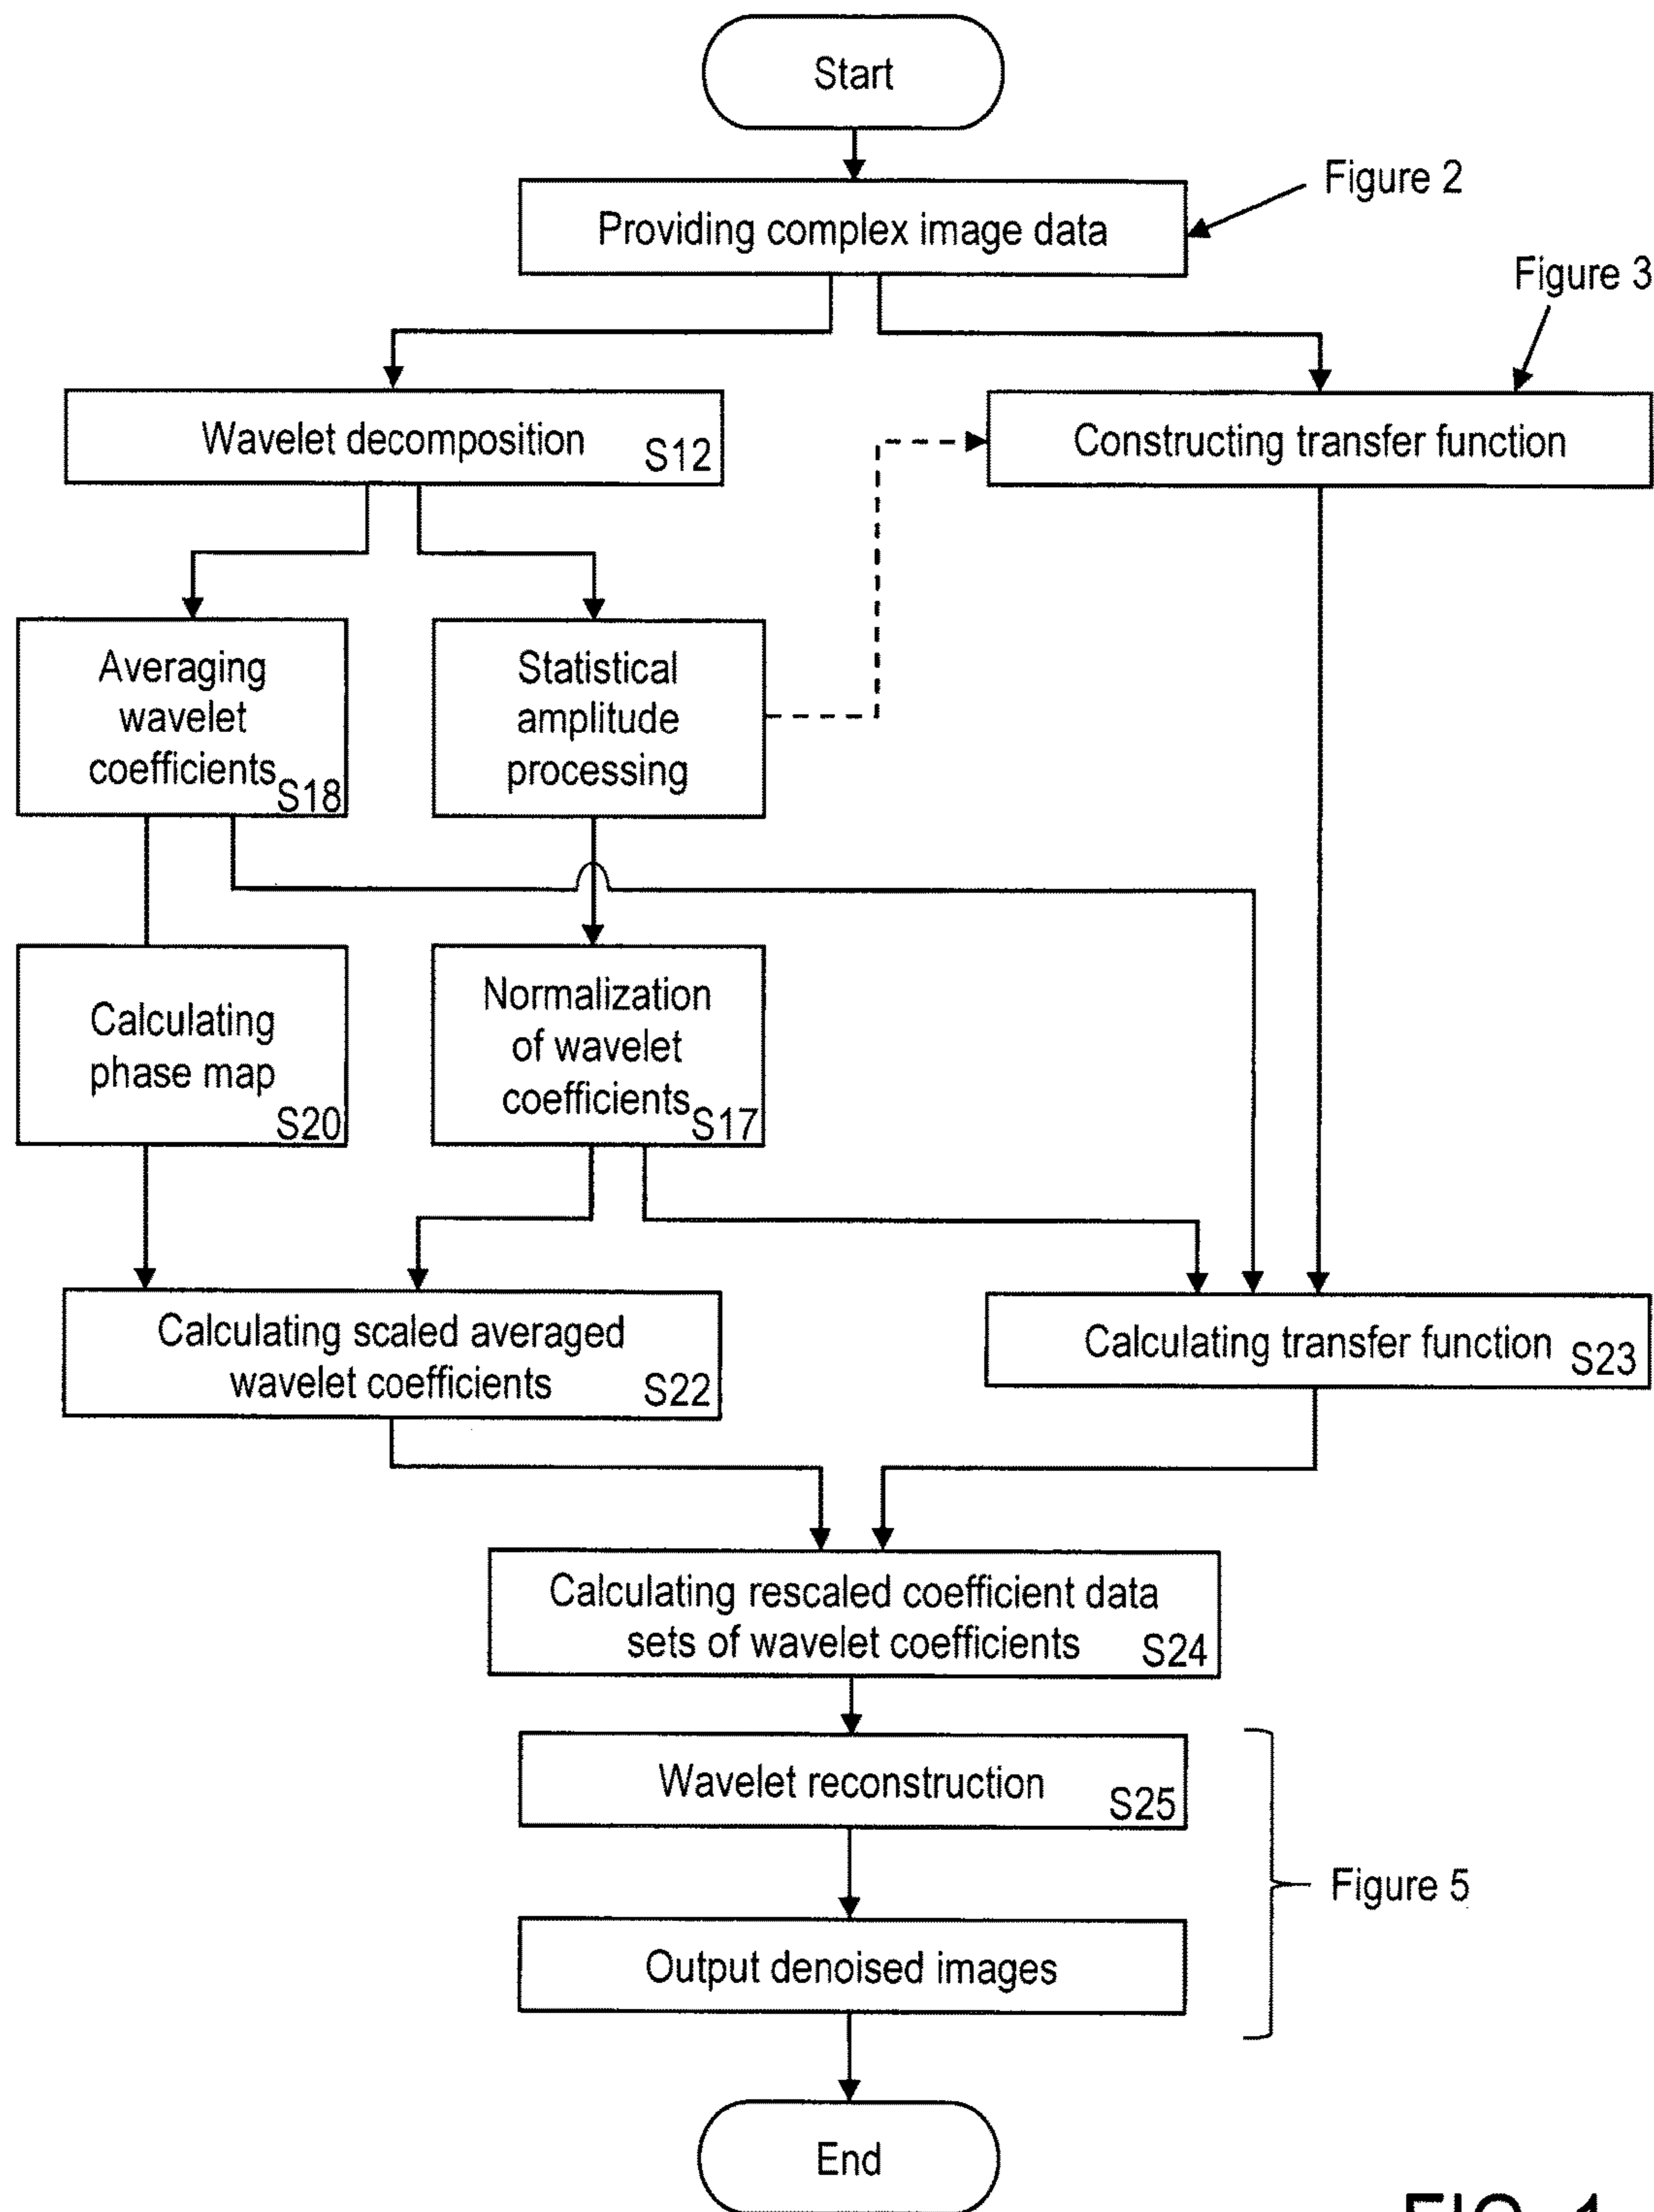 Start
Providing complex image data
Figure 2
Figure 3
Wavelet decomposition
S12
Constructing transfer function
Averaging
wavelet
coefficients
S18
Statistical
amplitude
processing
Calculating
phase map
S20
Normalization
of wavelet
coefficients
S17
Calculating scaled averaged
wavelet coefficients
S22
Calculating transfer function
S23
Calculating rescaled coefficient data
sets of wavelet coefficients
S24
Wavelet reconstruction
S25
Figure 5
Output denoised images
End
FIG. 1